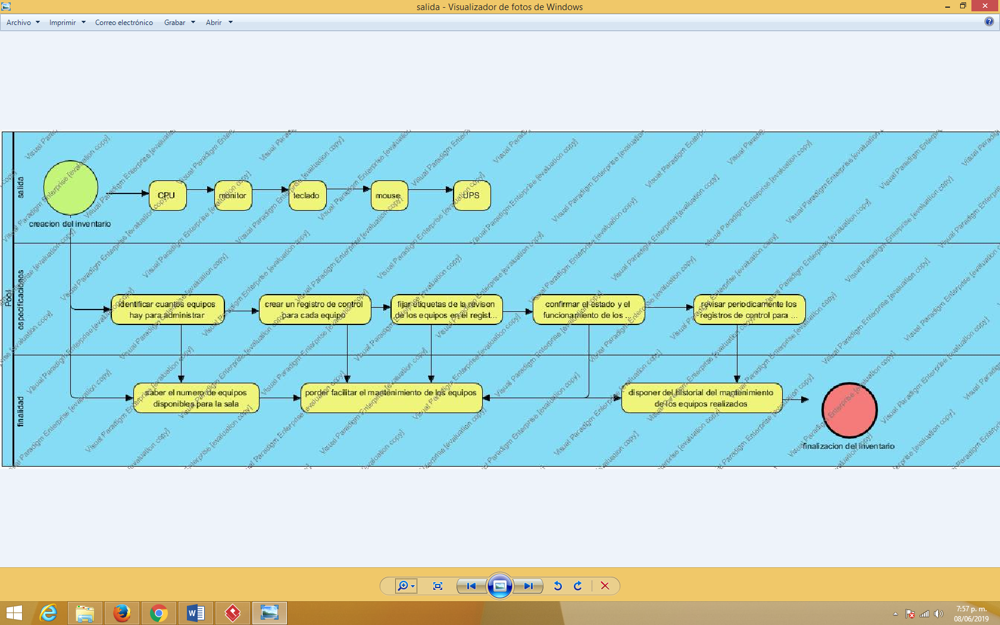 salida - Visualizador de fotos de Windows
Archivo Imprimir Correo electrónico Grabar Abrir
Pool
salida
creacion del inventario
CPU
monitor
teclado
mouse
UPS
especificaciones
identificar cuantos equipos
hay para administrar
crear un registro de control
para cada equipo
fijar etiquetas de la revison
de los equipos en el regist...
confirmar el estado y el
funcionamiento de los ...
revisar periodicamente los
registros de control para ...
finalidad
saber el numero de equipos
disponibles para la sala
porder facilitar el mantenimiento de los equipos
disponer del historial del mantenimiento
de los equipos realizados
finalizacion del inventario
Visual Paradigm Enterprise [evaluation copy]
7:57 p. m.
08/06/2019